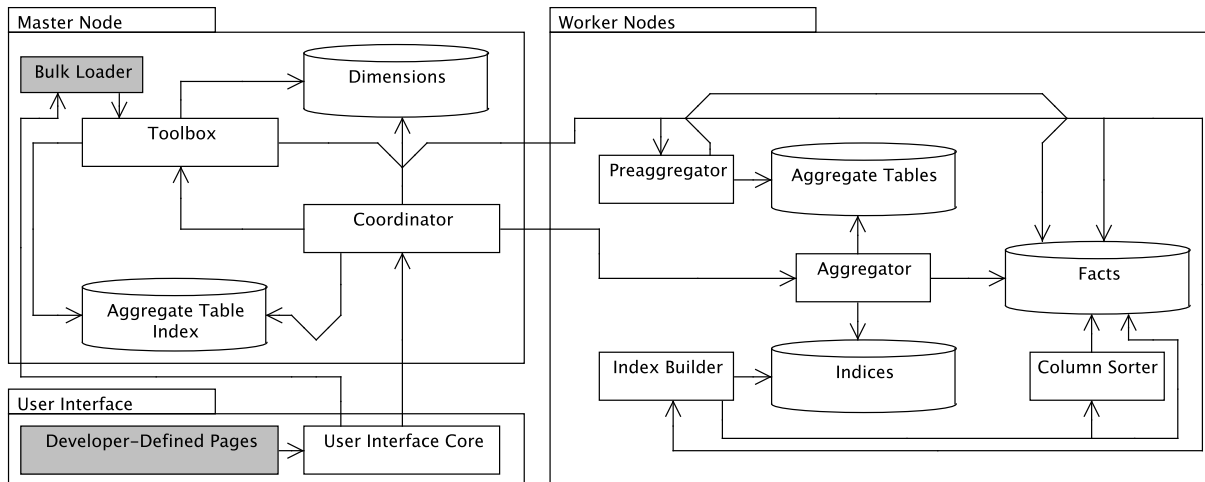 Master Node
Bulk Loader
Dimensions
Toolbox
Coordinator
Aggregate Table
Index
User Interface
Developer-Defined Pages
User Interface Core
Worker Nodes
Preaggregator
Aggregate Tables
Aggregator
Facts
Index Builder
Indices
Column Sorter